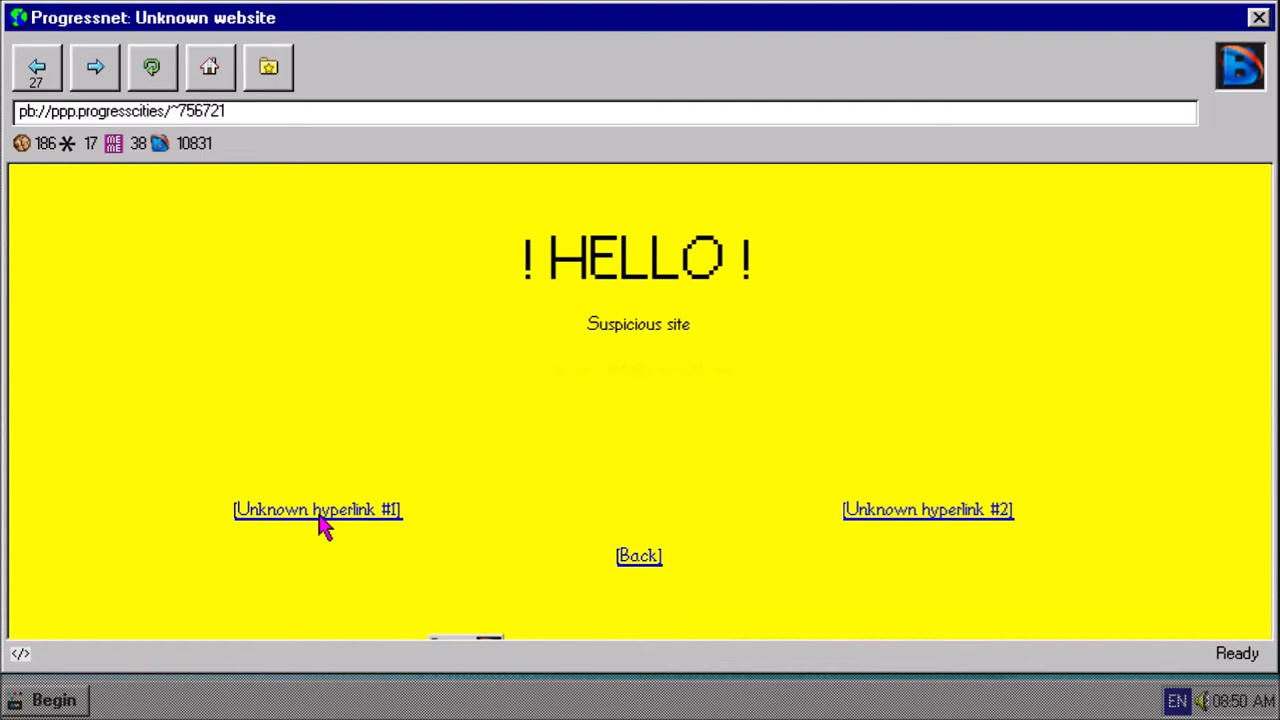 Progressnet: Unknown website
27
pb://ppp.progresscities/~756721
186 17 MEME 38 10831
! HELLO !
Suspicious site
[Unknown hyperlink #1]
[Unknown hyperlink #2]
[Back]
</> Ready
Begin
EN 08:50 AM